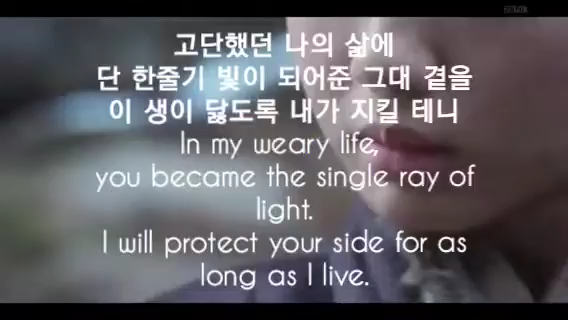 고단했던 나의 삶에
단 한줄기 빛이 되어준 그대 곁을
이 생이 닳도록 내가 지킬 테니
In my weary life,
you became the single ray of
light.
I will protect your side for as
long as I live.